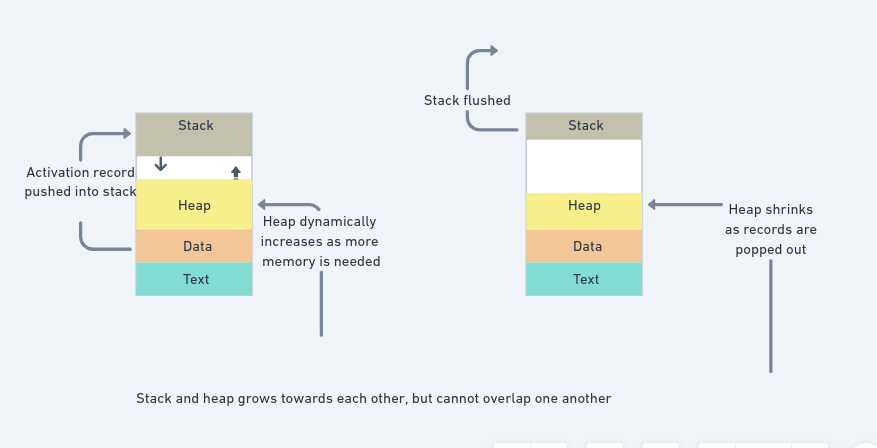 Stack flushed
Stack
Activation record
pushed into stack
Heap
Data
Text
Heap dynamically
increases as more
memory is needed
Stack
Heap
Data
Text
Heap shrinks
as records are
popped out
Stack and heap grows towards each other, but cannot overlap one another